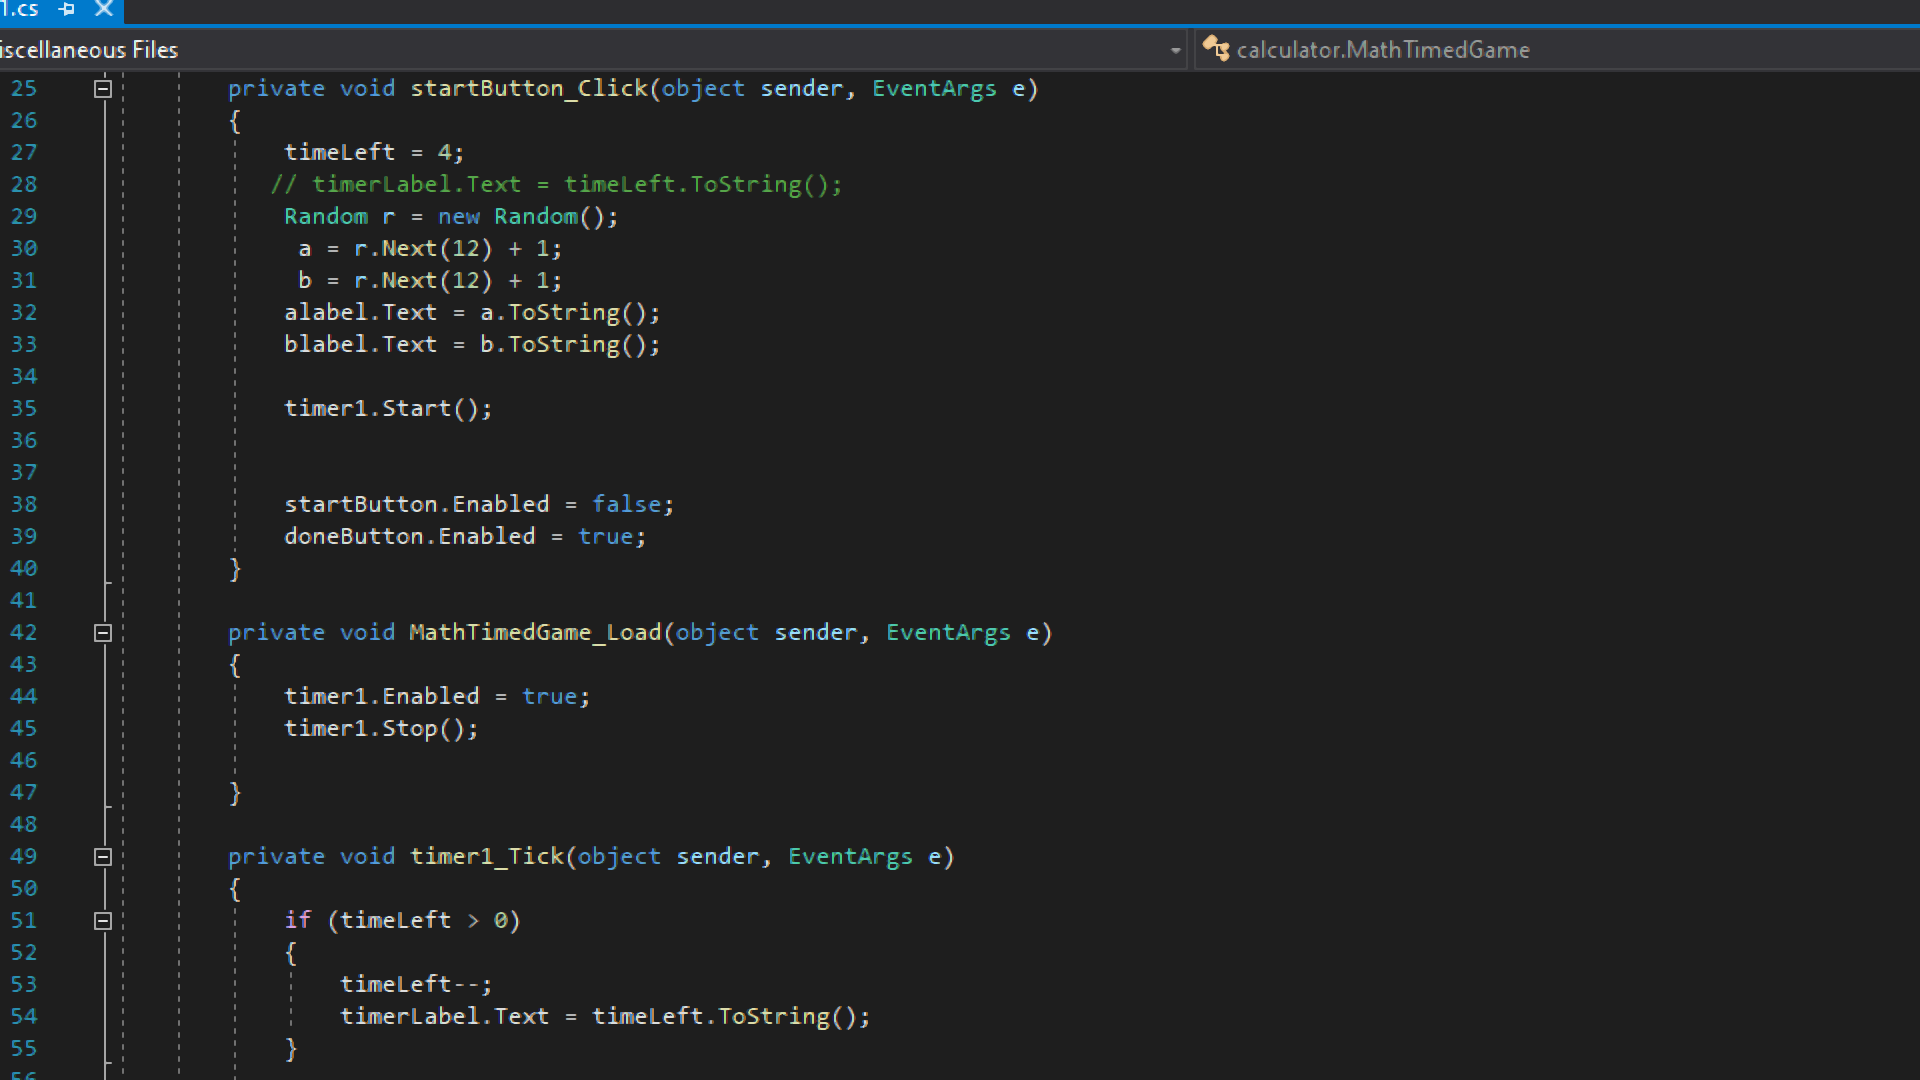 1.cs
iscellaneous Files
calculator.MathTimedGame
25 private void startButton_Click(object sender, EventArgs e)
26 {
27 timeLeft = 4;
28 // timerLabel.Text = timeLeft.ToString();
29 Random r = new Random();
30 a = r.Next(12) + 1;
31 b = r.Next(12) + 1;
32 alabel.Text = a.ToString();
33 blabel.Text = b.ToString();
34
35 timer1.Start();
36
37
38 startButton.Enabled = false;
39 doneButton.Enabled = true;
40 }
41
42 private void MathTimedGame_Load(object sender, EventArgs e)
43 {
44 timer1.Enabled = true;
45 timer1.Stop();
46
47 }
48
49 private void timer1_Tick(object sender, EventArgs e)
50 {
51 if (timeLeft > 0)
52 {
53 timeLeft--;
54 timerLabel.Text = timeLeft.ToString();
55 }
56